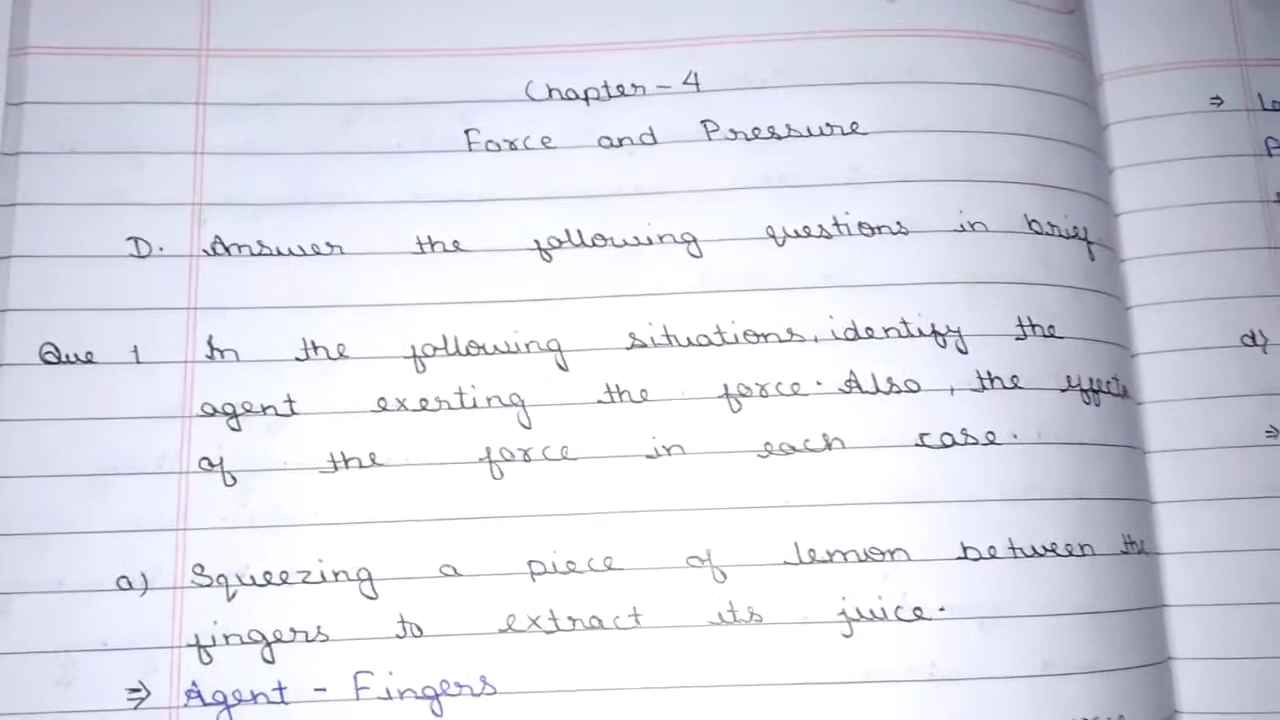 Chapter - 4
Force and Pressure
D. Answer the following questions in brief
Que 1 In the following situations, identify the
agent exerting the force. Also, the effects
of the force in each case.
a) Squeezing a piece of lemon between the
fingers to extract its juice.
⇒ Agent - Fingers
⇒
d)
⇒